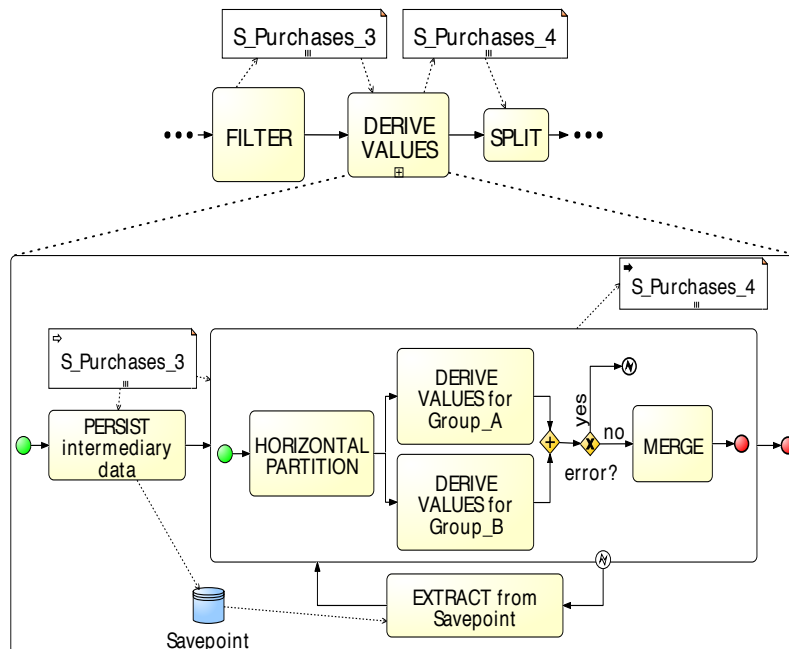 S_Purchases_3
S_Purchases_4
FILTER
DERIVE
VALUES
SPLIT
S_Purchases_4
S_Purchases_3
PERSIST
intermediary
data
HORIZONTAL
PARTITION
DERIVE
VALUES for
Group_A
DERIVE
VALUES for
Group_B
yes
no
error?
MERGE
EXTRACT from
Savepoint
Savepoint